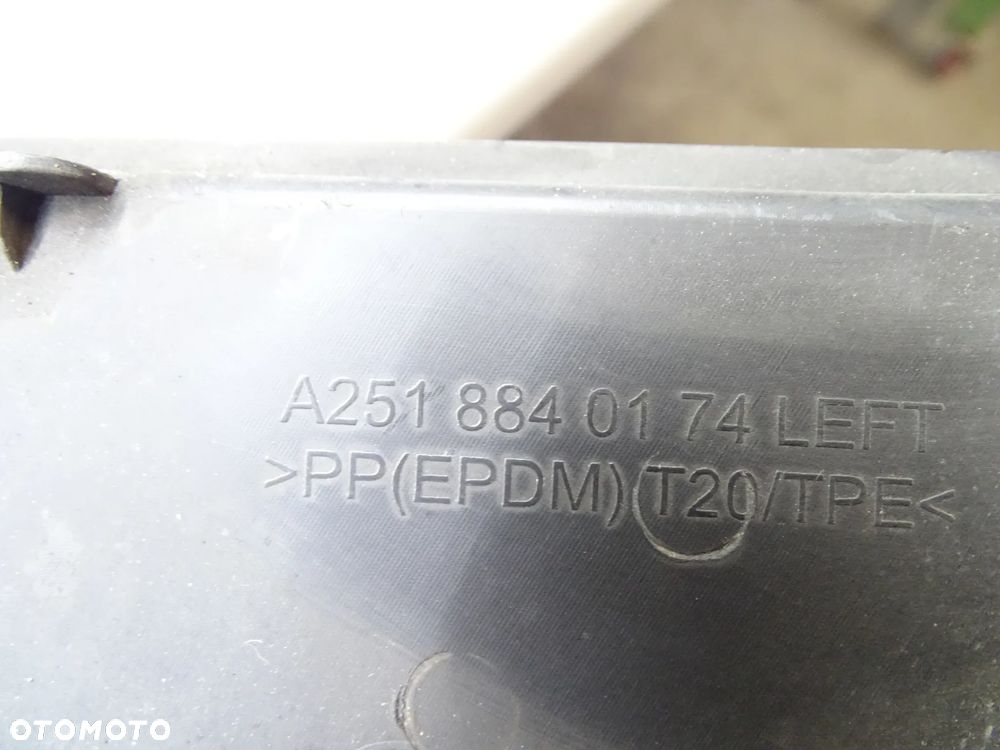 A251 884 01 74 LEFT
>PP(EPDM)T20/TPE<
OTOMOTO